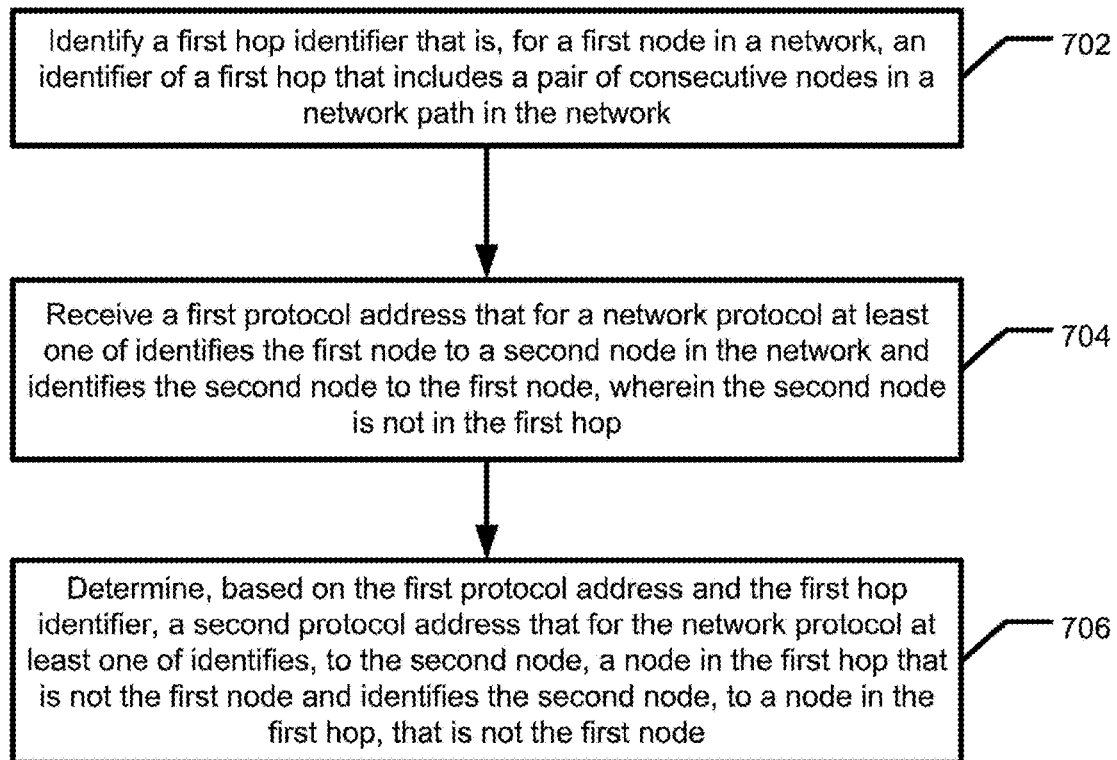 Identify a first hop identifier that is, for a first node in a network, an
identifier of a first hop that includes a pair of consecutive nodes in a
network path in the network
702
Receive a first protocol address that for a network protocol at least
one of identifies the first node to a second node in the network and
identifies the second node to the first node, wherein the second node
is not in the first hop
704
Determine, based on the first protocol address and the first hop
identifier, a second protocol address that for the network protocol at
least one of identifies, to the second node, a node in the first hop that
is not the first node and identifies the second node, to a node in the
first hop, that is not the first node
706